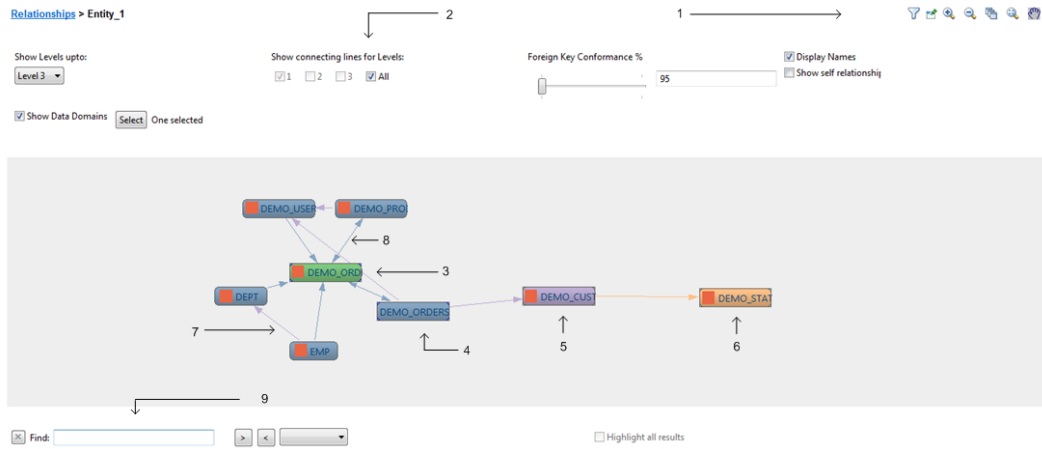 Relationships > Entity_1
2
1
Show Levels upto:
Show connecting lines for Levels:
Foreign Key Conformance %
Display Names
Level 3
1 2 3 All
95
Show self relationship
Show Data Domains Select One selected
DEMO_USER
DEMO_PRO
8
DEMO_ORD
3
DEPT
DEMO_CUST
DEMO_STAT
DEMO_ORDERS
7
EMP
4
5
6
9
Find: > <
Highlight all results